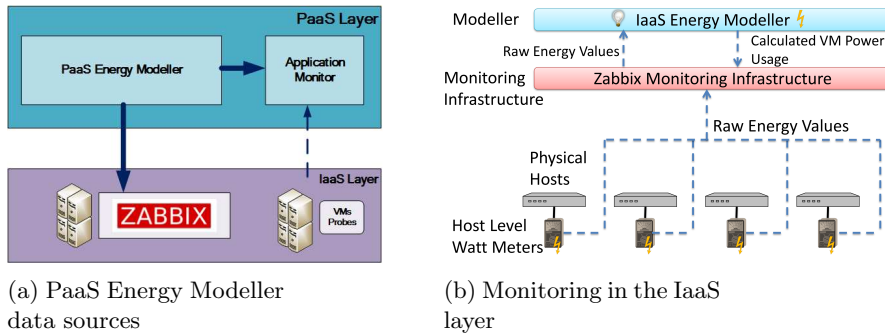 PaaS Layer
PaaS Energy Modeller
Application
Monitor
IaaS Layer
ZABBIX
VMs
Probes
(a) PaaS Energy Modeller
data sources
Modeller
IaaS Energy Modeller
Raw Energy Values
Calculated VM Power
Usage
Monitoring
Infrastructure
Zabbix Monitoring Infrastructure
Raw Energy Values
Physical
Hosts
Host Level
Watt Meters
(b) Monitoring in the IaaS
layer